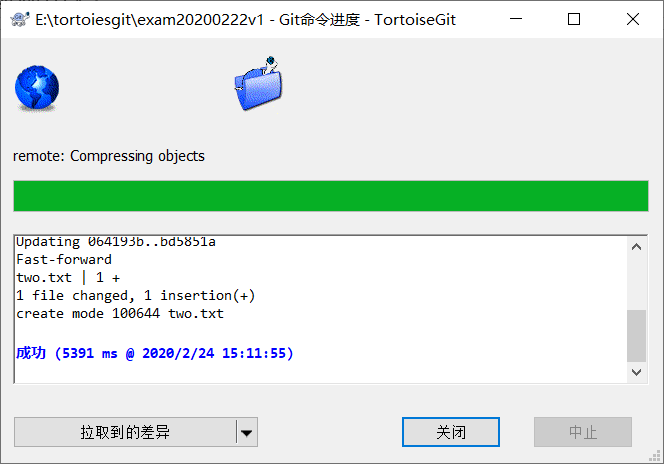 E:\tortoiesgit\exam20200222v1 - Git命令进度 - TortoiseGit
remote: Compressing objects
Updating 064193b..bd5851a
Fast-forward
two.txt | 1 +
1 file changed, 1 insertion(+)
create mode 100644 two.txt
成功 (5391 ms @ 2020/2/24 15:11:55)
拉取到的差异
关闭
中止